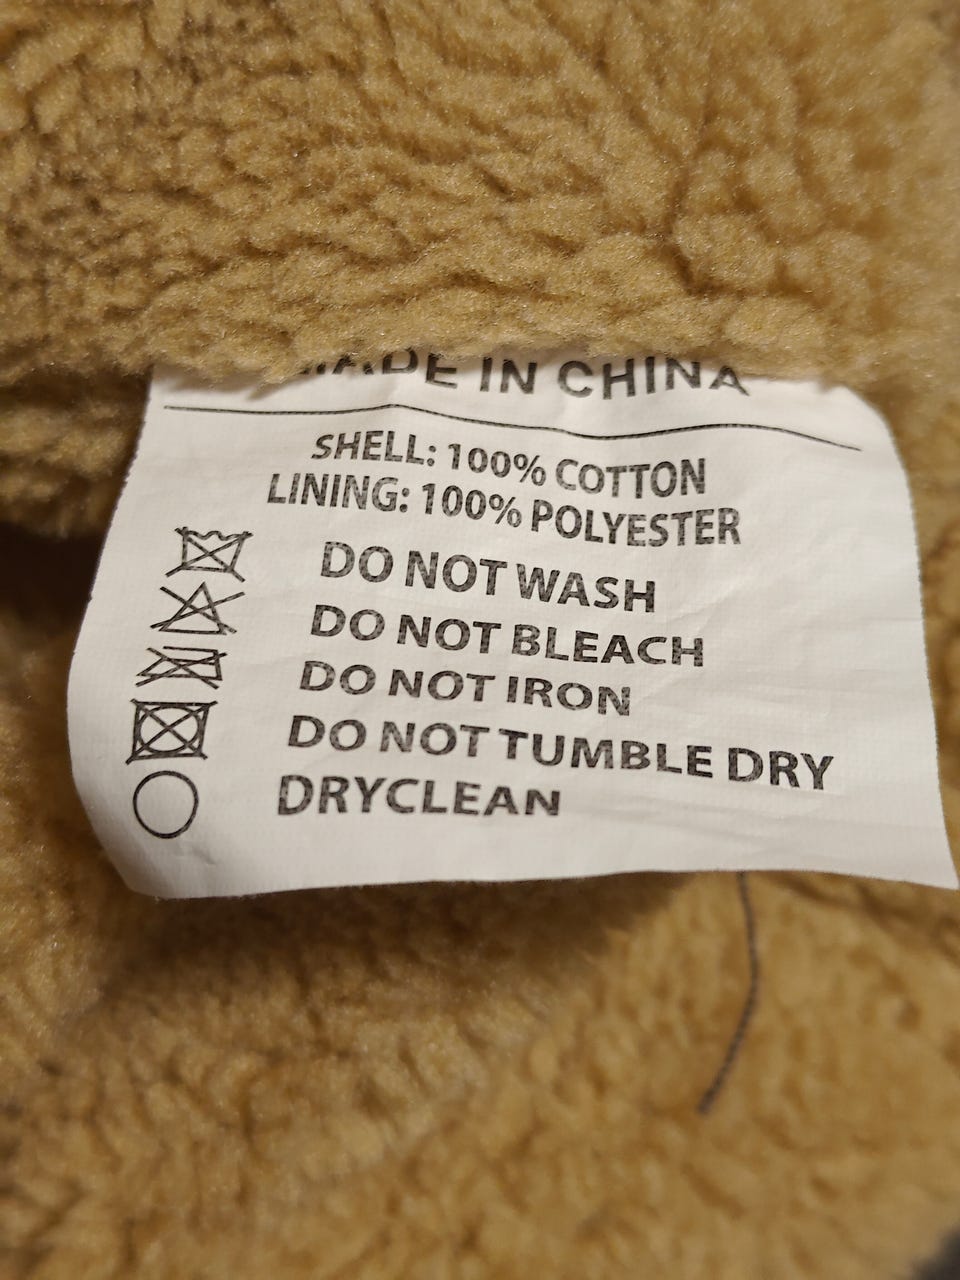 MADE IN CHINA
SHELL: 100% COTTON
LINING: 100% POLYESTER
DO NOT WASH
DO NOT BLEACH
DO NOT IRON
DO NOT TUMBLE DRY
DRYCLEAN